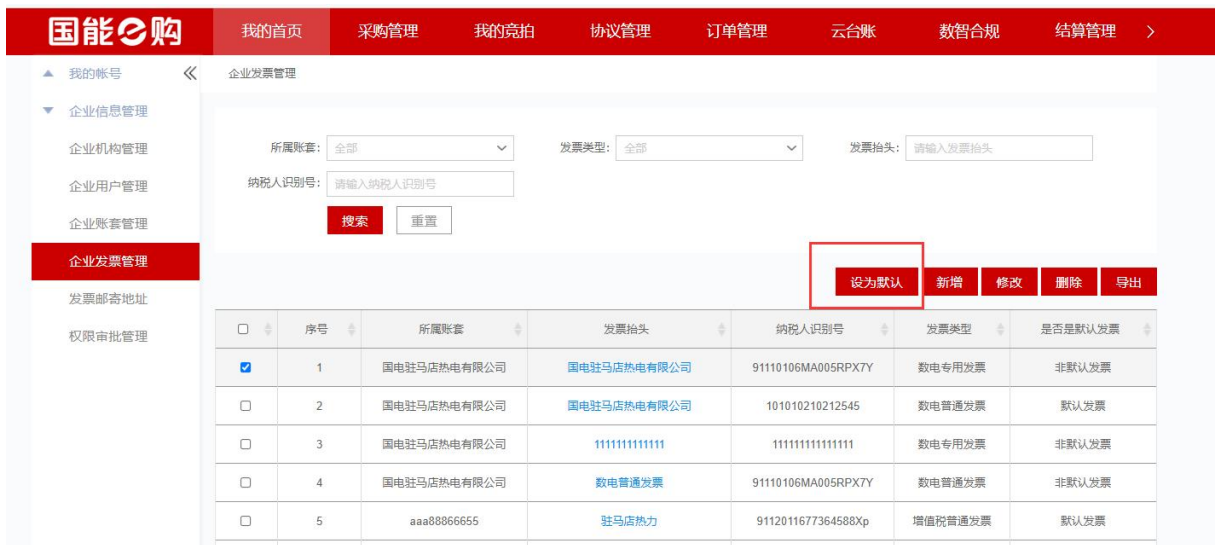 国能e购 我的首页 采购管理 我的竞拍 协议管理 订单管理 云台账 数智合规 结算管理
我的帐号
企业信息管理
企业机构管理
企业用户管理
企业账套管理
企业发票管理
发票邮寄地址
权限审批管理
企业发票管理
所属账套: 全部 发票类型: 全部 发票抬头: 请输入发票抬头
纳税人识别号: 请输入纳税人识别号
搜索 重置
设为默认 新增 修改 删除 导出
序号 所属账套 发票抬头 纳税人识别号 发票类型 是否是默认发票
1 国电驻马店热电有限公司 国电驻马店热电有限公司 91110106MA005RPX7Y 数电专用发票 非默认发票
2 国电驻马店热电有限公司 国电驻马店热电有限公司 101010210212545 数电普通发票 默认发票
3 国电驻马店热电有限公司 1111111111111 111111111111111 数电专用发票 非默认发票
4 国电驻马店热电有限公司 数电普通发票 91110106MA005RPX7Y 数电普通发票 非默认发票
5 aaa88866655 驻马店热力 9112011677364588Xp 增值税普通发票 默认发票